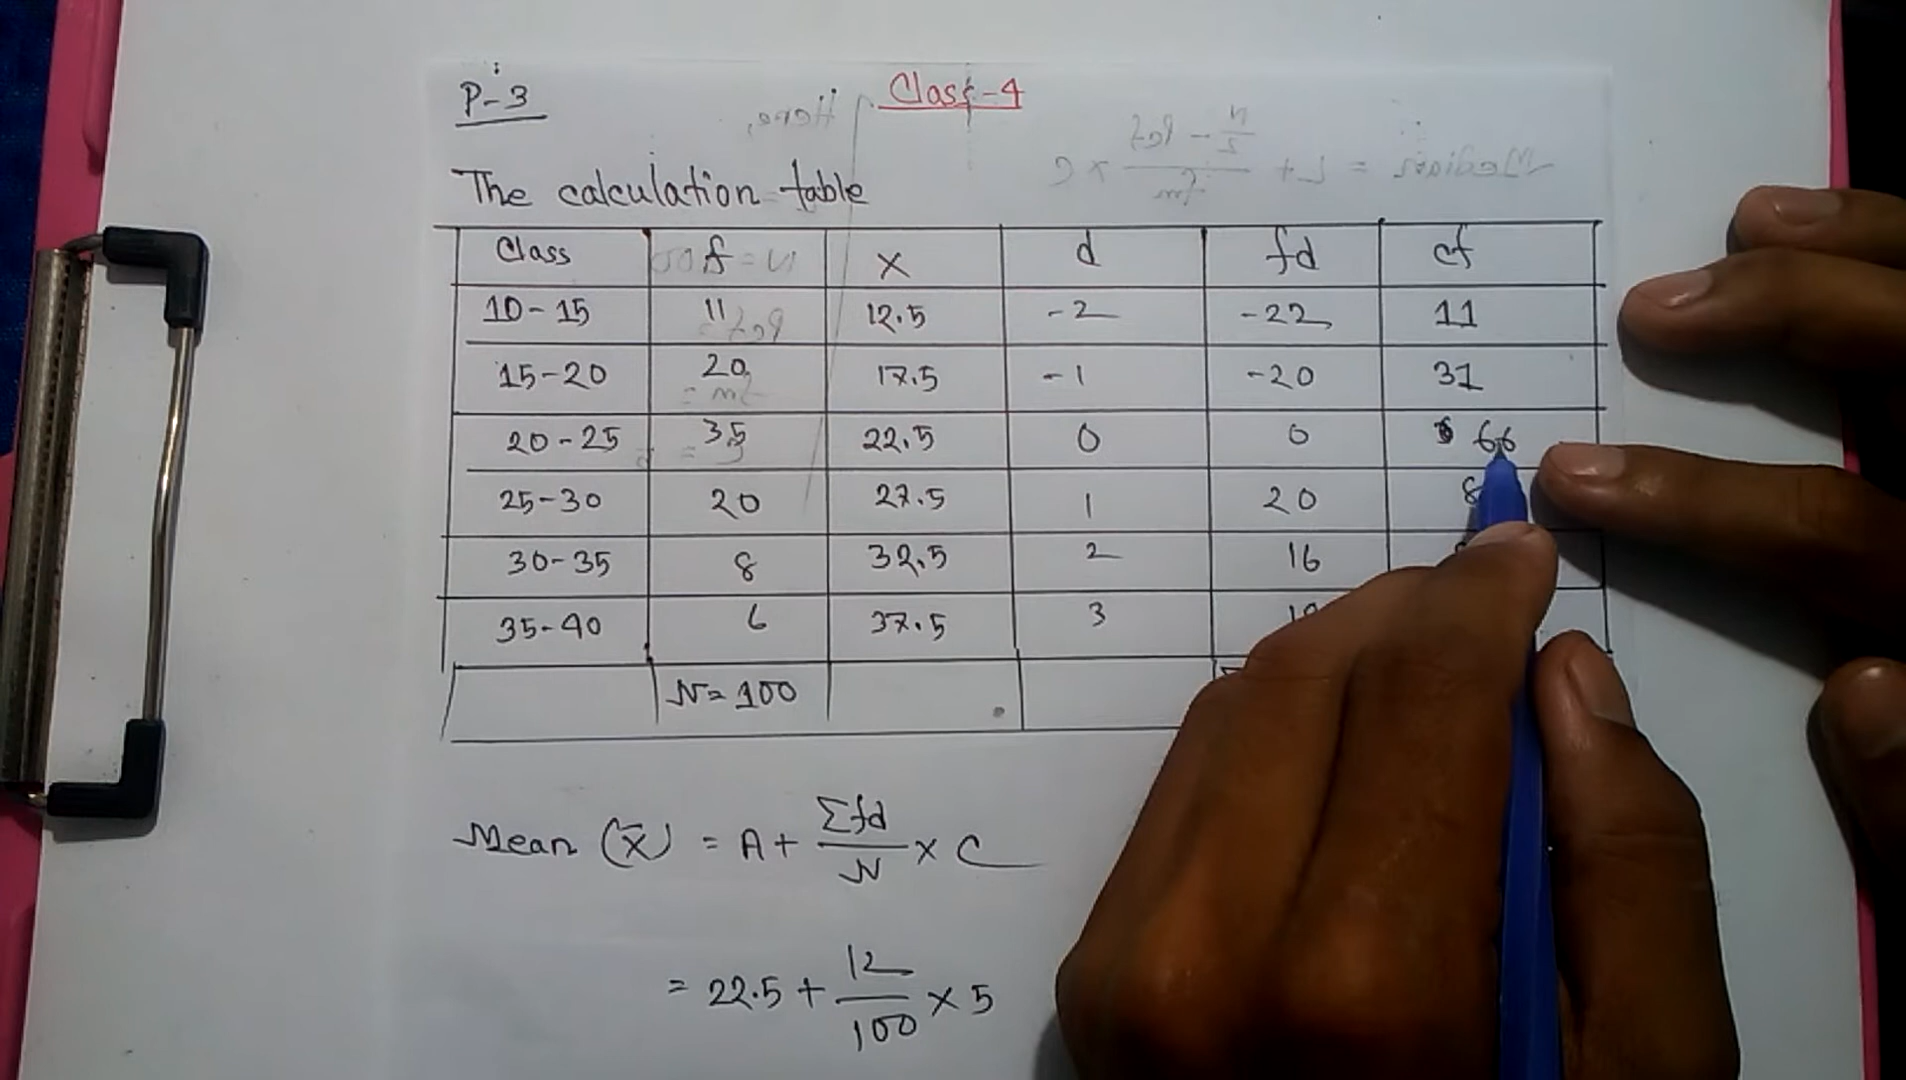 P-3
Class-4
The calculation table
Class f x d fd cf
10-15 11 12.5 -2 -22 11
15-20 20 17.5 -1 -20 31
20-25 35 22.5 0 0 66
25-30 20 27.5 1 20 8
30-35 8 32.5 2 16
35-40 6 37.5 3
N=100
Mean (x̄) = A + Σfd/N × C
= 22.5 + 12/100 × 5